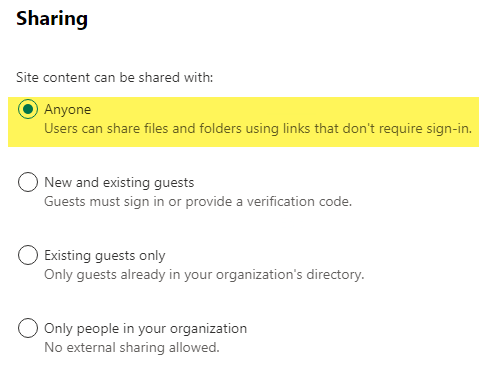 Sharing
Site content can be shared with:
Anyone
Users can share files and folders using links that don't require sign-in.
New and existing guests
Guests must sign in or provide a verification code.
Existing guests only
Only guests already in your organization's directory.
Only people in your organization
No external sharing allowed.